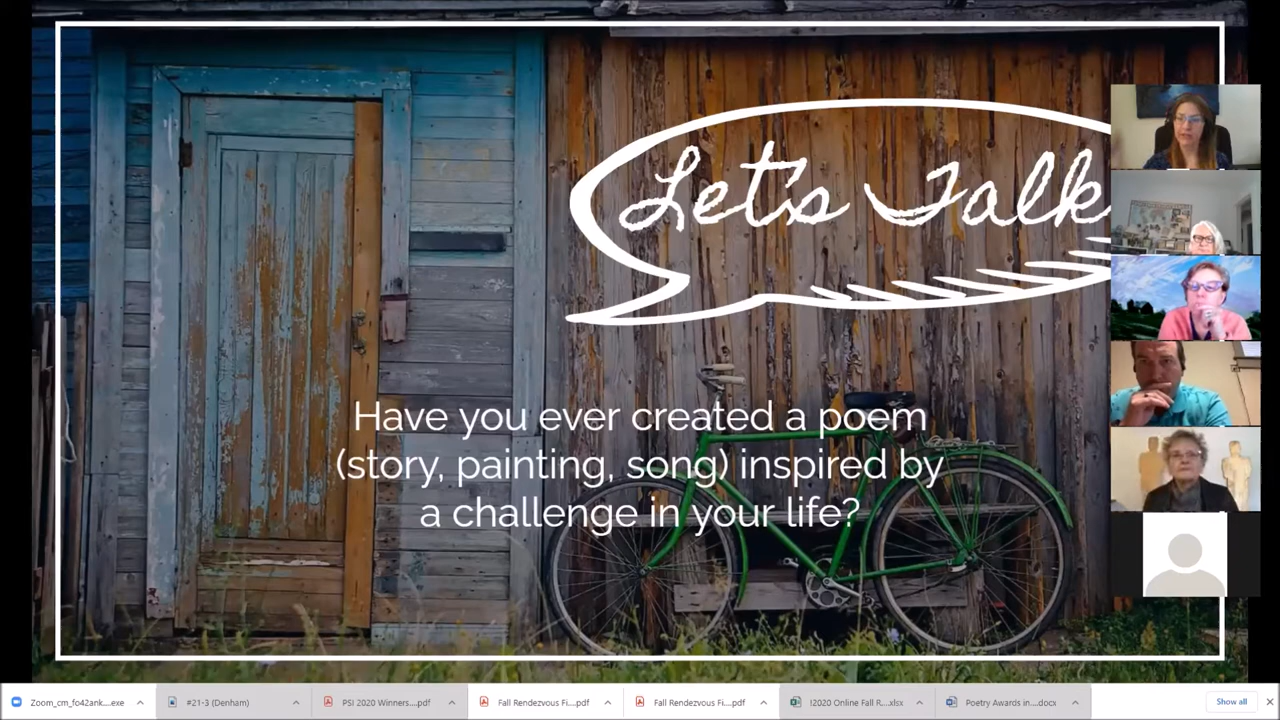 Let's Talk
Have you ever created a poem
(story, painting, song) inspired by
a challenge in your life?
Zoom_cm_fo42ank....exe
#21-3 (Denham)
PSI 2020 Winners....pdf
Fall Rendezvous Fi....pdf
Fall Rendezvous Fi....pdf
!2020 Online Fall R....xlsx
Poetry Awards in....docx
Show all